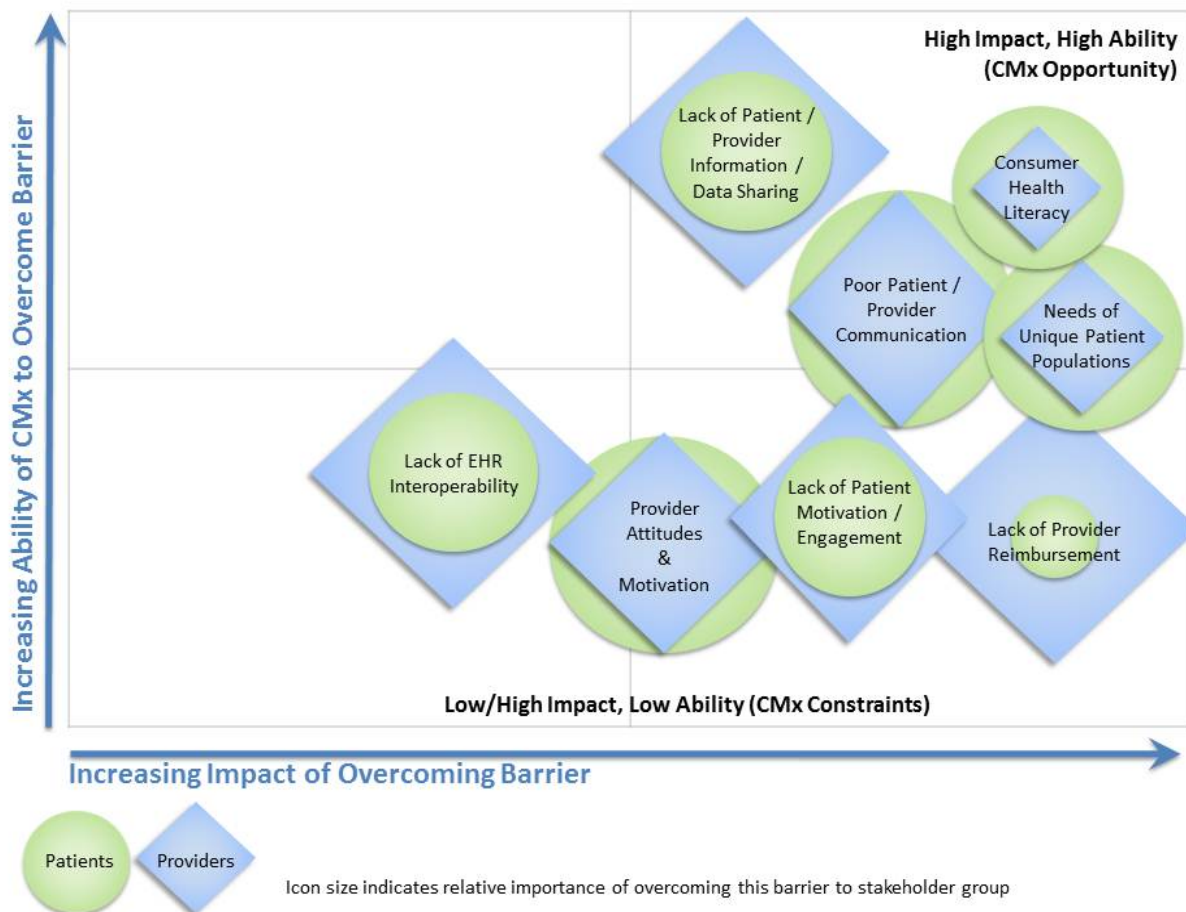 Increasing Ability of CMx to Overcome Barrier
High Impact, High Ability
(CMx Opportunity)
Lack of Patient /
Provider
Information /
Data Sharing
Consumer
Health
Literacy
Poor Patient /
Provider
Communication
Needs of
Unique Patient
Populations
Lack of EHR
Interoperability
Provider
Attitudes
&
Motivation
Lack of Patient
Motivation /
Engagement
Lack of Provider
Reimbursement
Low/High Impact, Low Ability (CMx Constraints)
Increasing Impact of Overcoming Barrier
Patients
Providers
Icon size indicates relative importance of overcoming this barrier to stakeholder group